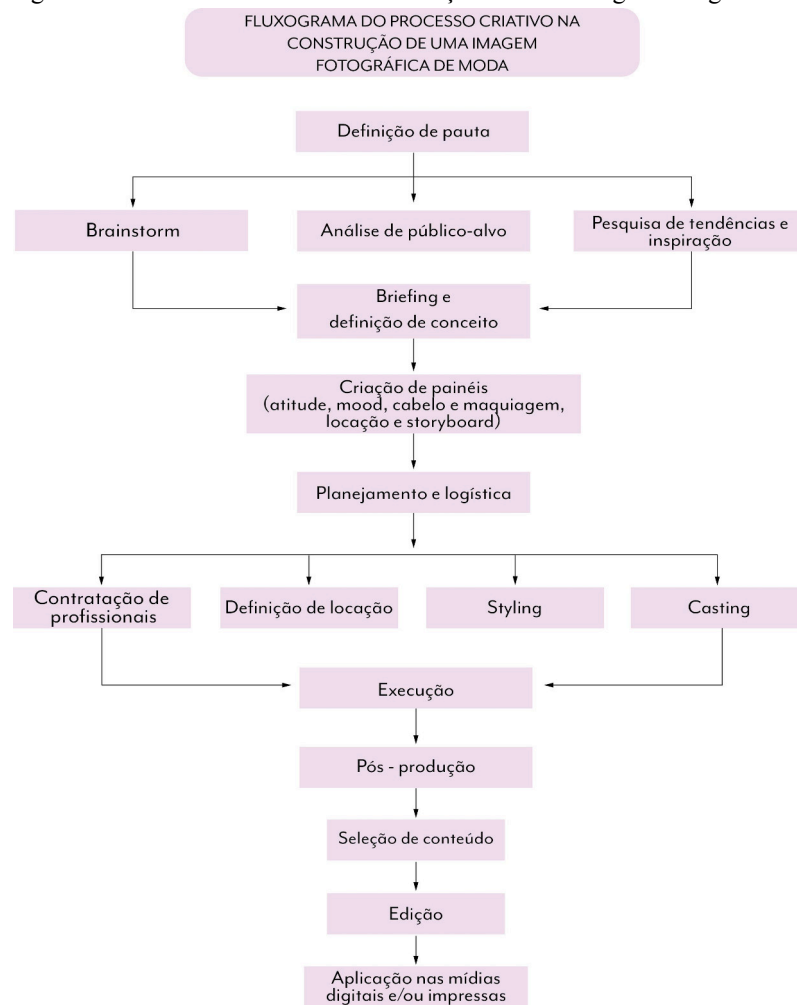 FLUXOGRAMA DO PROCESSO CRIATIVO NA
CONSTRUÇÃO DE UMA IMAGEM
FOTOGRÁFICA DE MODA
Definição de pauta
Brainstorm
Análise de público-alvo
Pesquisa de tendências e
inspiração
Briefing e
definição de conceito
Criação de painéis
(atitude, mood, cabelo e maquiagem,
locação e storyboard)
Planejamento e logística
Contratação de
profissionais
Definição de locação
Styling
Casting
Execução
Pós - produção
Seleção de conteúdo
Edição
Aplicação nas mídias
digitais e/ou impressas